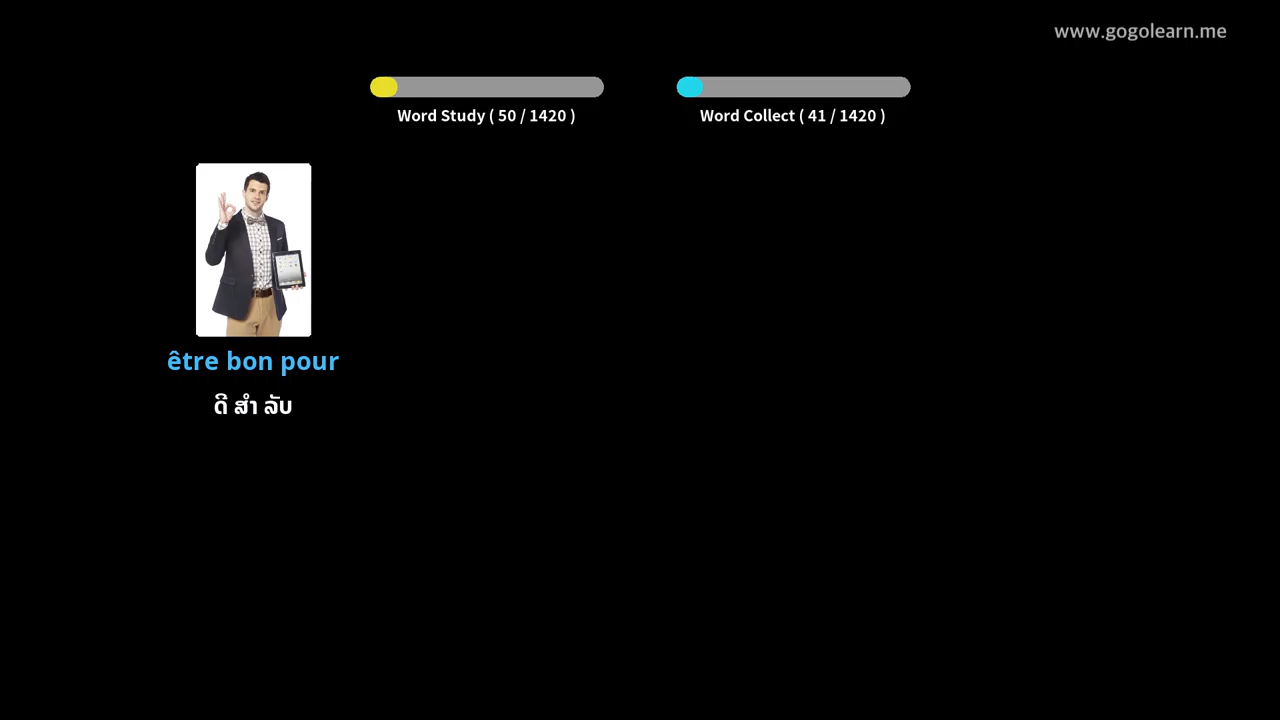 www.gogolearn.me
Word Study ( 50 / 1420 )
Word Collect ( 41 / 1420 )
être bon pour
ດີ ສຳ ລັບ